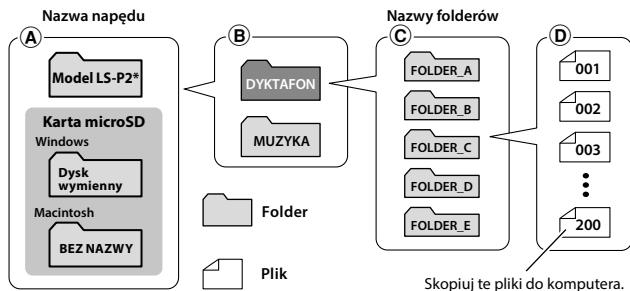 Nazwa napędu
Nazwy folderów
A
B
C
D
Model LS-P2*
Karta microSD
Windows
Dysk
wymienny
Macintosh
BEZ NAZWY
DYKTAFON
MUZYKA
Folder
Plik
FOLDER_A
FOLDER_B
FOLDER_C
FOLDER_D
FOLDER_E
001
002
003
200
Skopiuj te pliki do komputera.